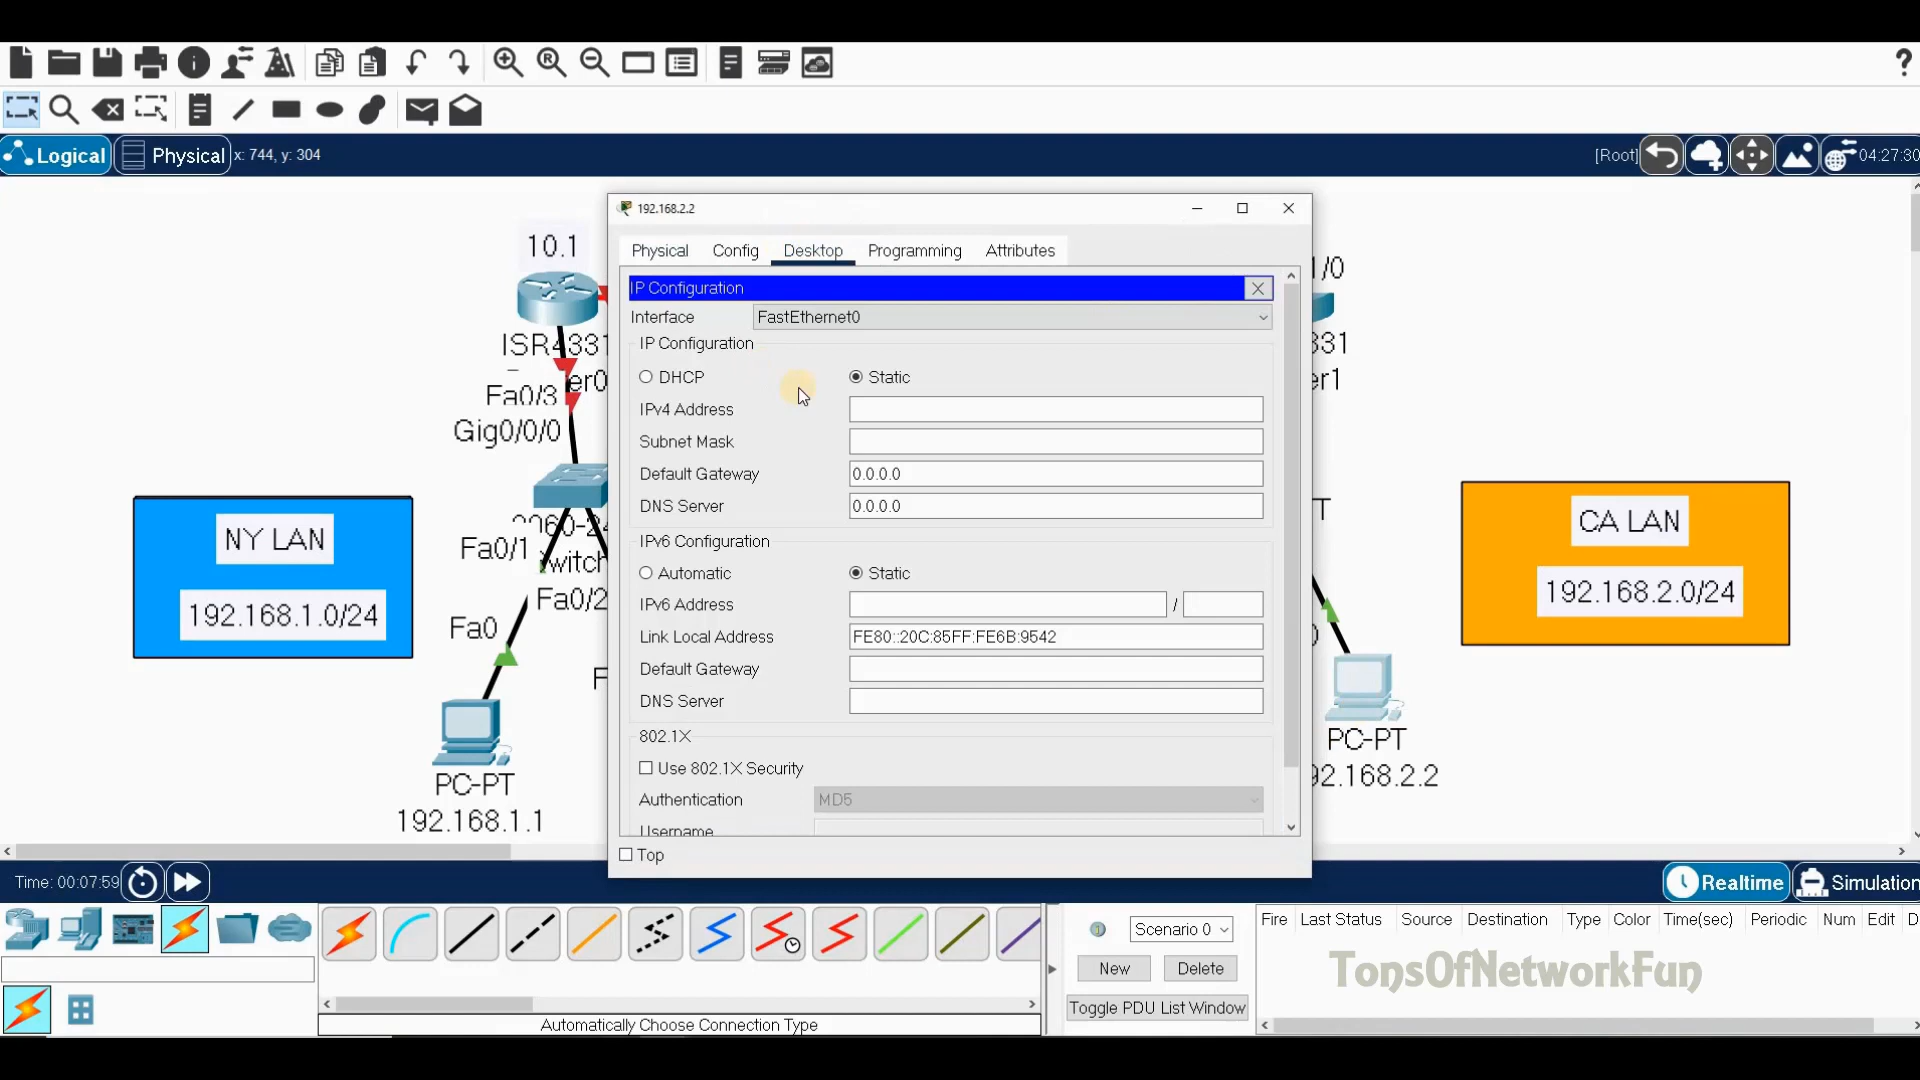 Logical
Physical
x: 744, y: 304
[Root]
04:27:30
192.168.2.2
Physical
Config
Desktop
Programming
Attributes
IP Configuration
Interface
FastEthernet0
IP Configuration
DHCP
Static
IPv4 Address
Subnet Mask
Default Gateway
0.0.0.0
DNS Server
0.0.0.0
IPv6 Configuration
Automatic
Static
IPv6 Address
/
Link Local Address
FE80::20C:85FF:FE6B:9542
Default Gateway
DNS Server
802.1X
Use 802.1X Security
Authentication
MD5
Username
Top
10.1
ISR4331
Fa0/3
er0
Gig0/0/0
Fa0/1
witch
Fa0/2
Fa0
F
NY LAN
192.168.1.0/24
PC-PT
192.168.1.1
1/0
331
er1
T
CA LAN
192.168.2.0/24
PC-PT
92.168.2.2
Time: 00:07:59
Realtime
Simulation
Automatically Choose Connection Type
Scenario 0
New
Delete
Toggle PDU List Window
Fire
Last Status
Source
Destination
Type
Color
Time(sec)
Periodic
Num
Edit
D
TonsOfNetworkFun